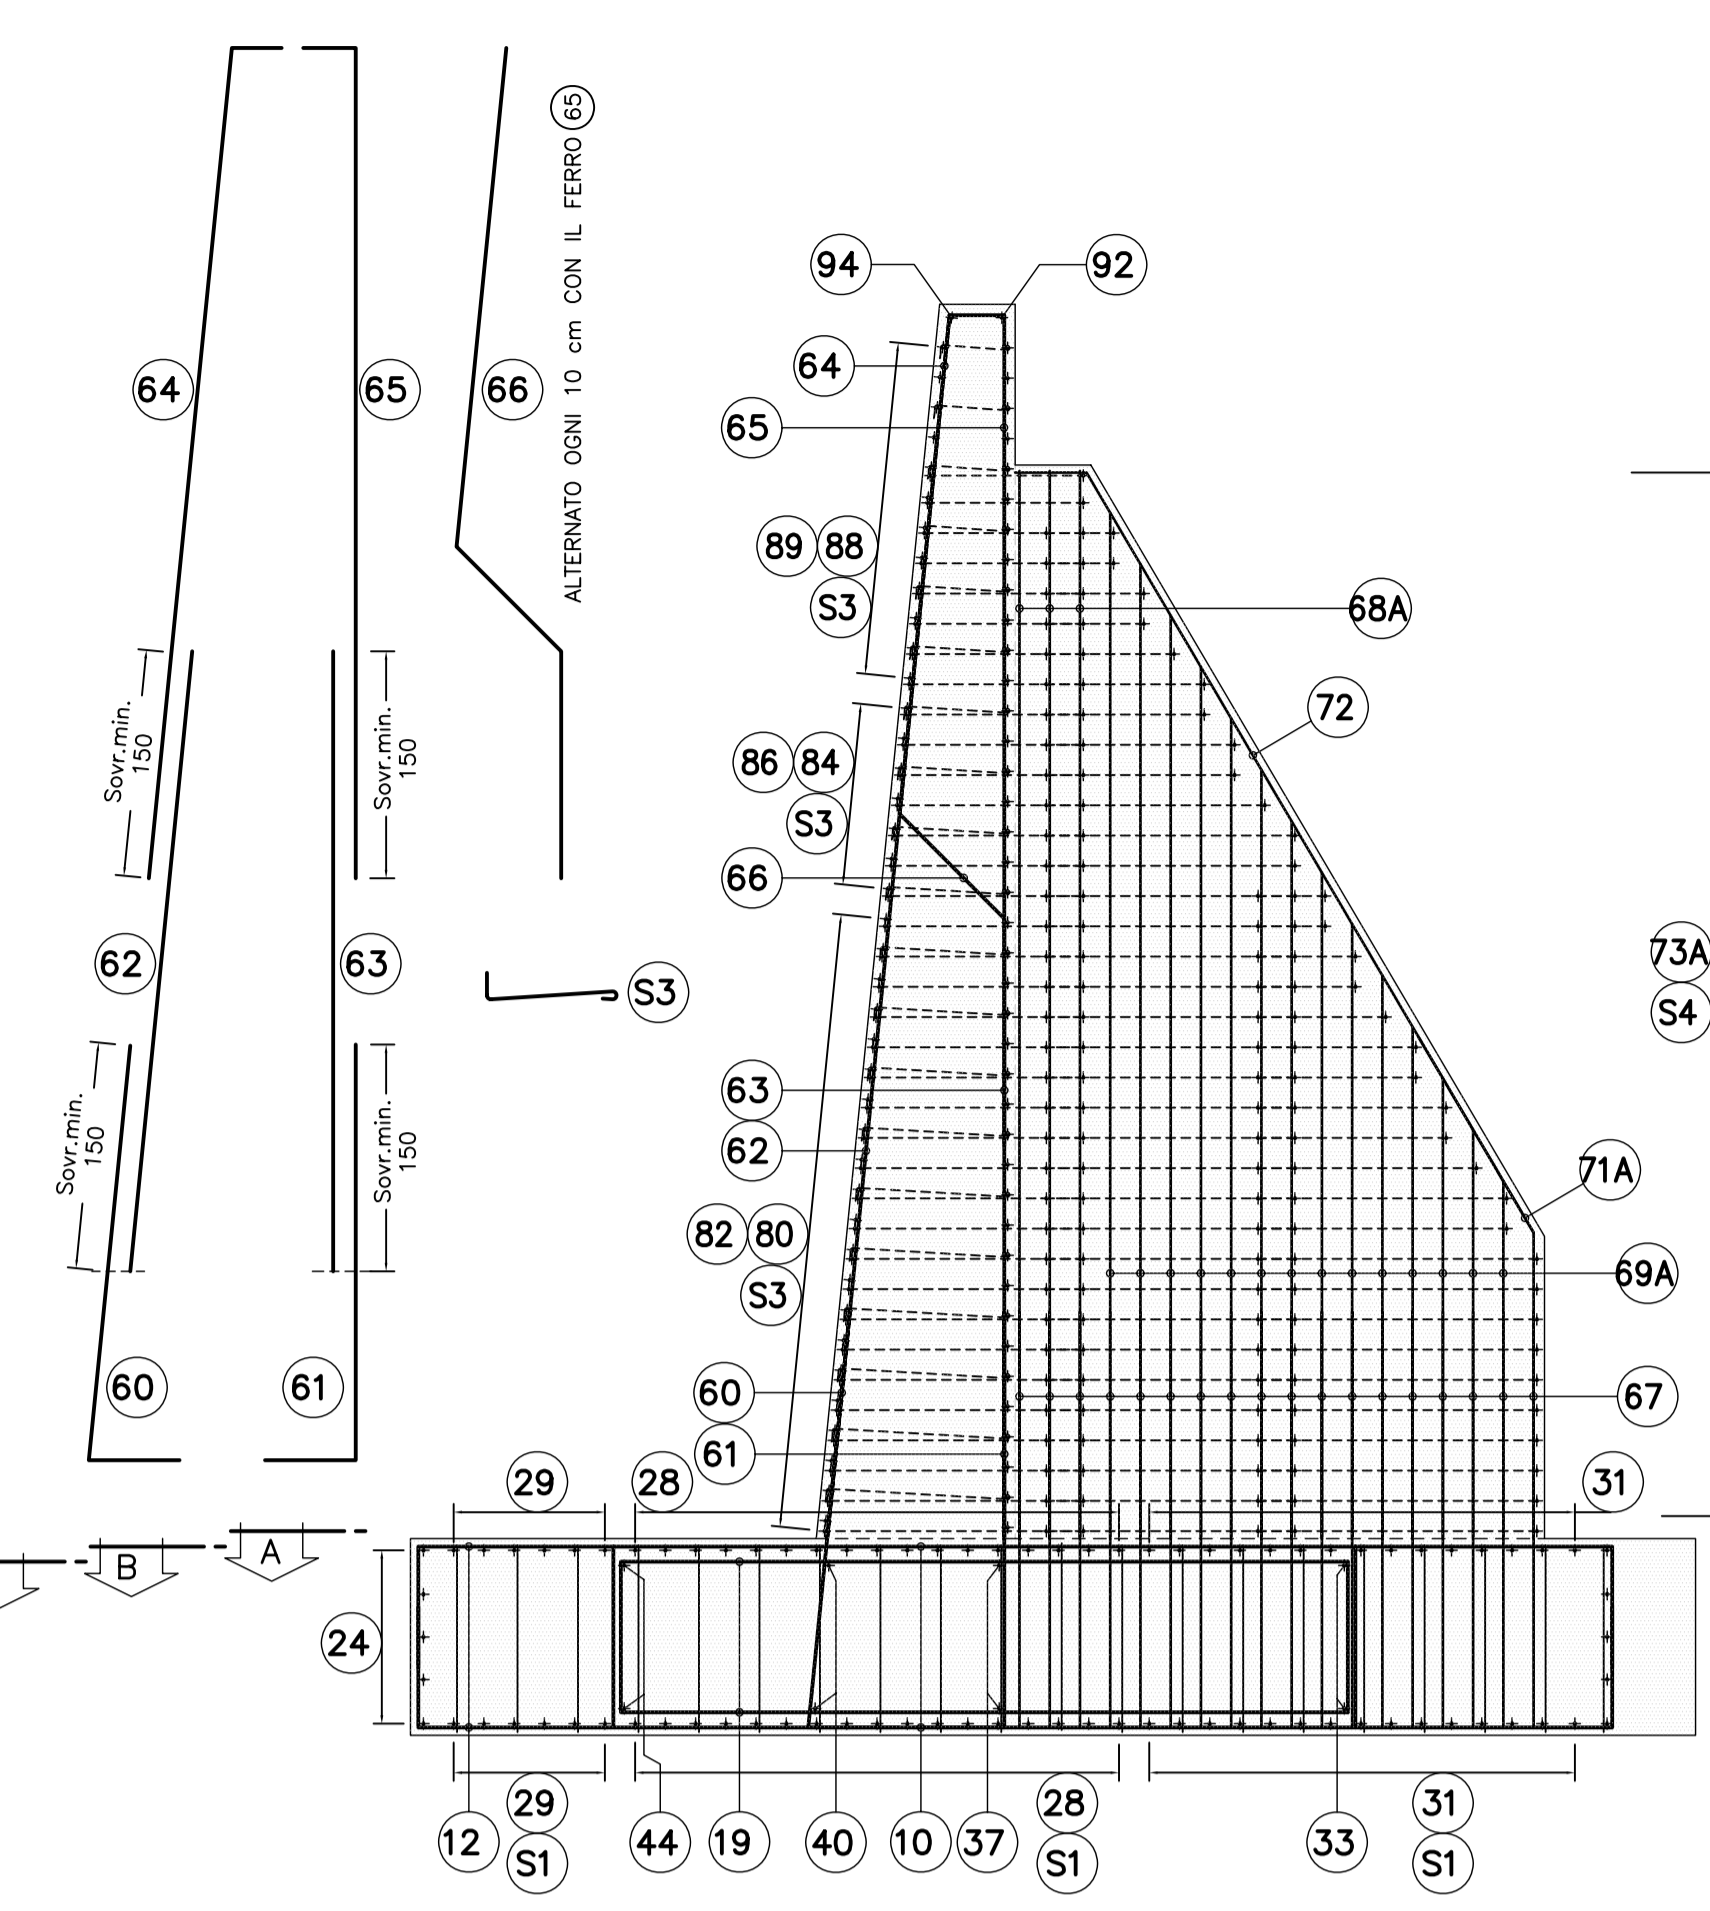 ALTERNATO OGNI 10 cm CON IL FERRO 65
64
65
66
Sovr.min.
150
Sovr.min.
150
62
63
S3
Sovr.min.
150
Sovr.min.
150
60
61
B
A
94
92
64
65
89 88
S3
68A
72
86 84
S3
66
73A
S4
63
62
71A
82 80
S3
69A
60
67
61
29
28
31
24
29
S1
28
S1
31
S1
12
44
19
40
10
37
33